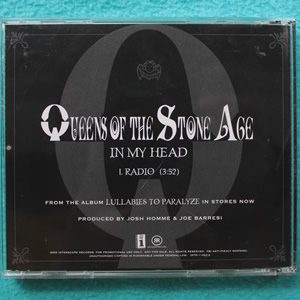 QUEENS OF THE STONE AGE
IN MY HEAD
1. RADIO (3:52)
FROM THE ALBUM LULLABIES TO PARALYZE IN STORES NOW
PRODUCED BY JOSH HOMME & JOE BARRESI